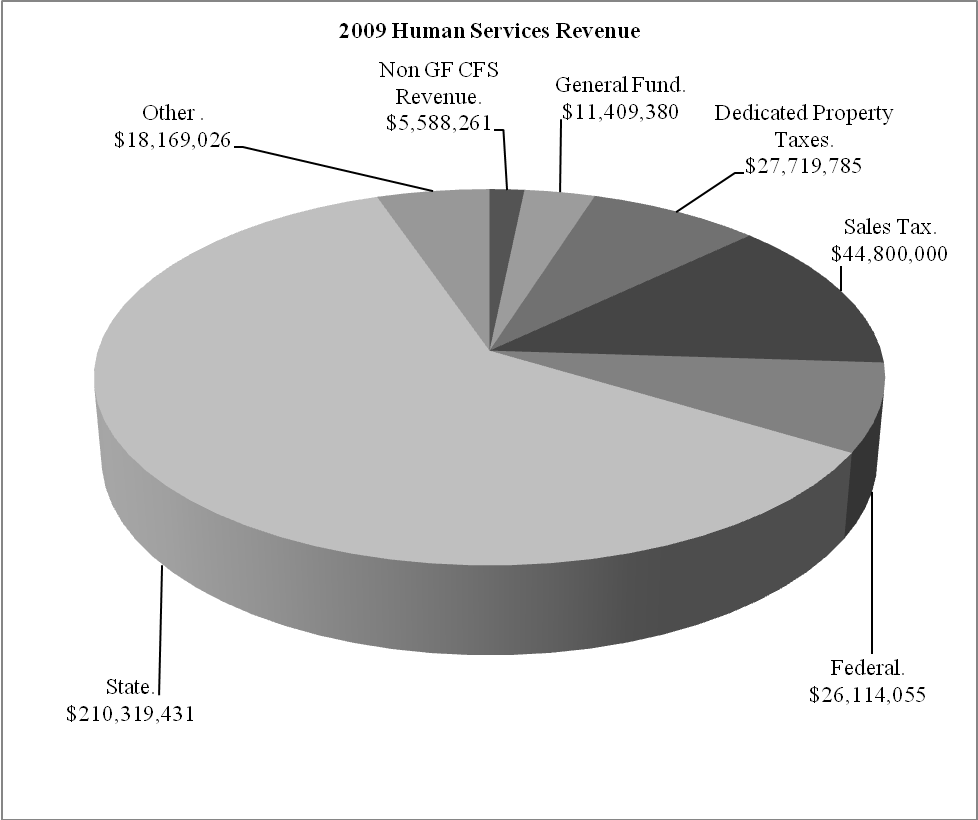 2009 Human Services Revenue
Non GF CFS
Revenue.
$5,588,261
General Fund.
$11,409,380
Dedicated Property
Taxes.
$27,719,785
Sales Tax.
$44,800,000
Federal.
$26,114,055
State.
$210,319,431
Other .
$18,169,026